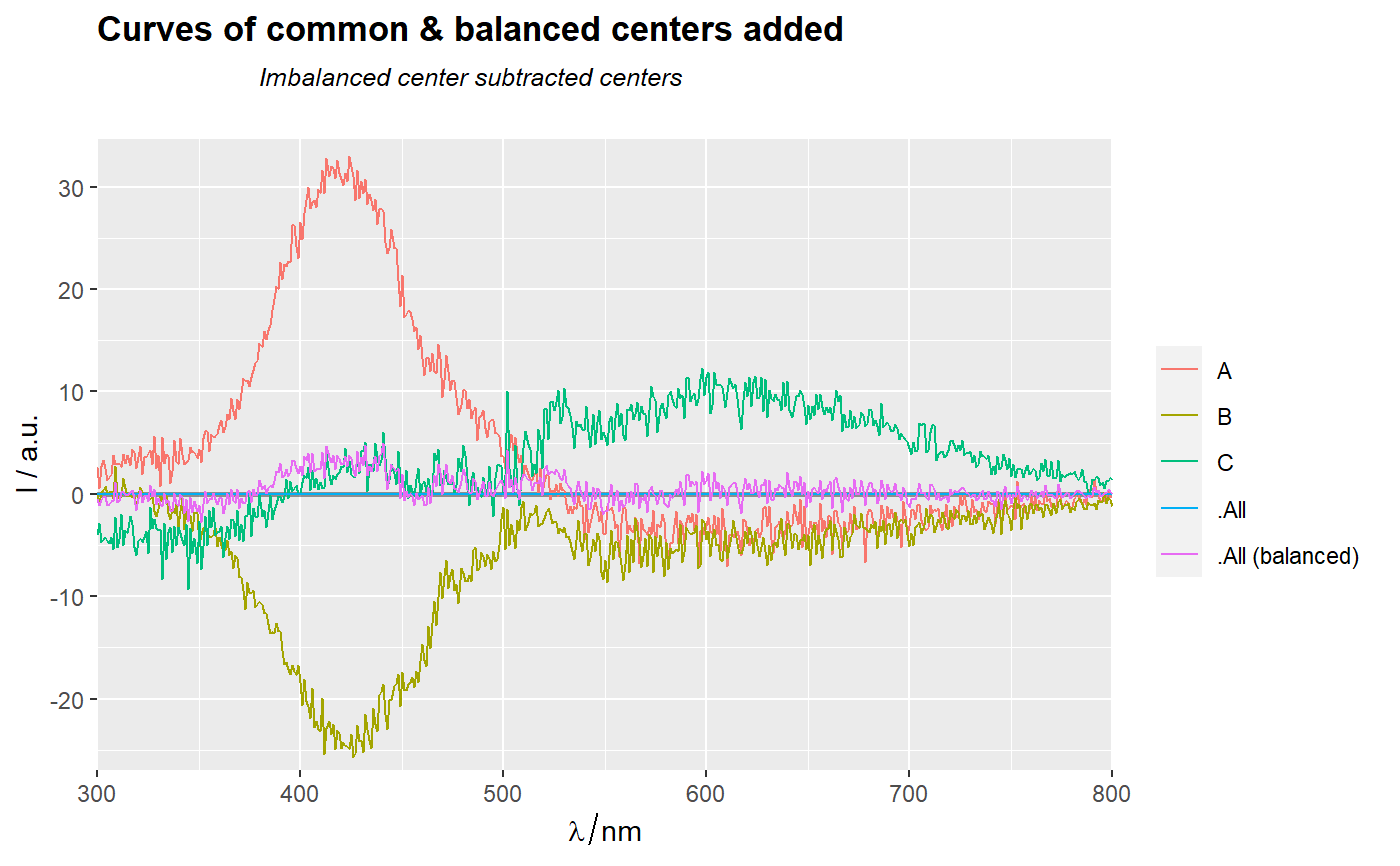 Curves of common & balanced centers added
Imbalanced center subtracted centers
I / a.u.
30
20
10
0
-10
-20
300 400 500 600 700 800
λ/nm
A
B
C
.All
.All (balanced)